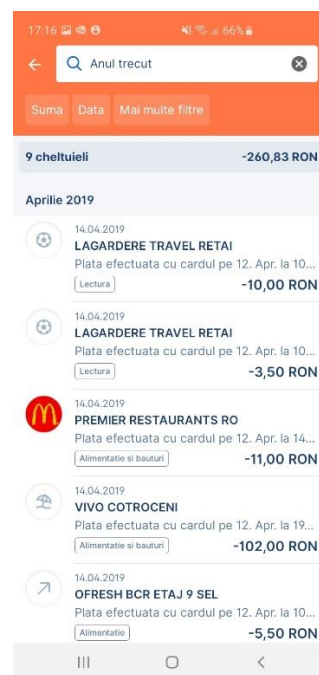 17:16 66%
Anul trecut
Suma Data Mai multe filtre
9 cheltuieli -260,83 RON
Aprilie 2019
14.04.2019
LAGARDERE TRAVEL RETAI
Plata efectuata cu cardul pe 12. Apr. la 10...
Lectura -10,00 RON
14.04.2019
LAGARDERE TRAVEL RETAI
Plata efectuata cu cardul pe 12. Apr. la 10...
Lectura -3,50 RON
14.04.2019
PREMIER RESTAURANTS RO
Plata efectuata cu cardul pe 12. Apr. la 14...
Alimentatie si bauturi -11,00 RON
14.04.2019
VIVO COTROCENI
Plata efectuata cu cardul pe 12. Apr. la 19...
Alimentatie si bauturi -102,00 RON
14.04.2019
OFRESH BCR ETAJ 9 SEL
Plata efectuata cu cardul pe 12. Apr. la 10...
Alimentatie -5,50 RON